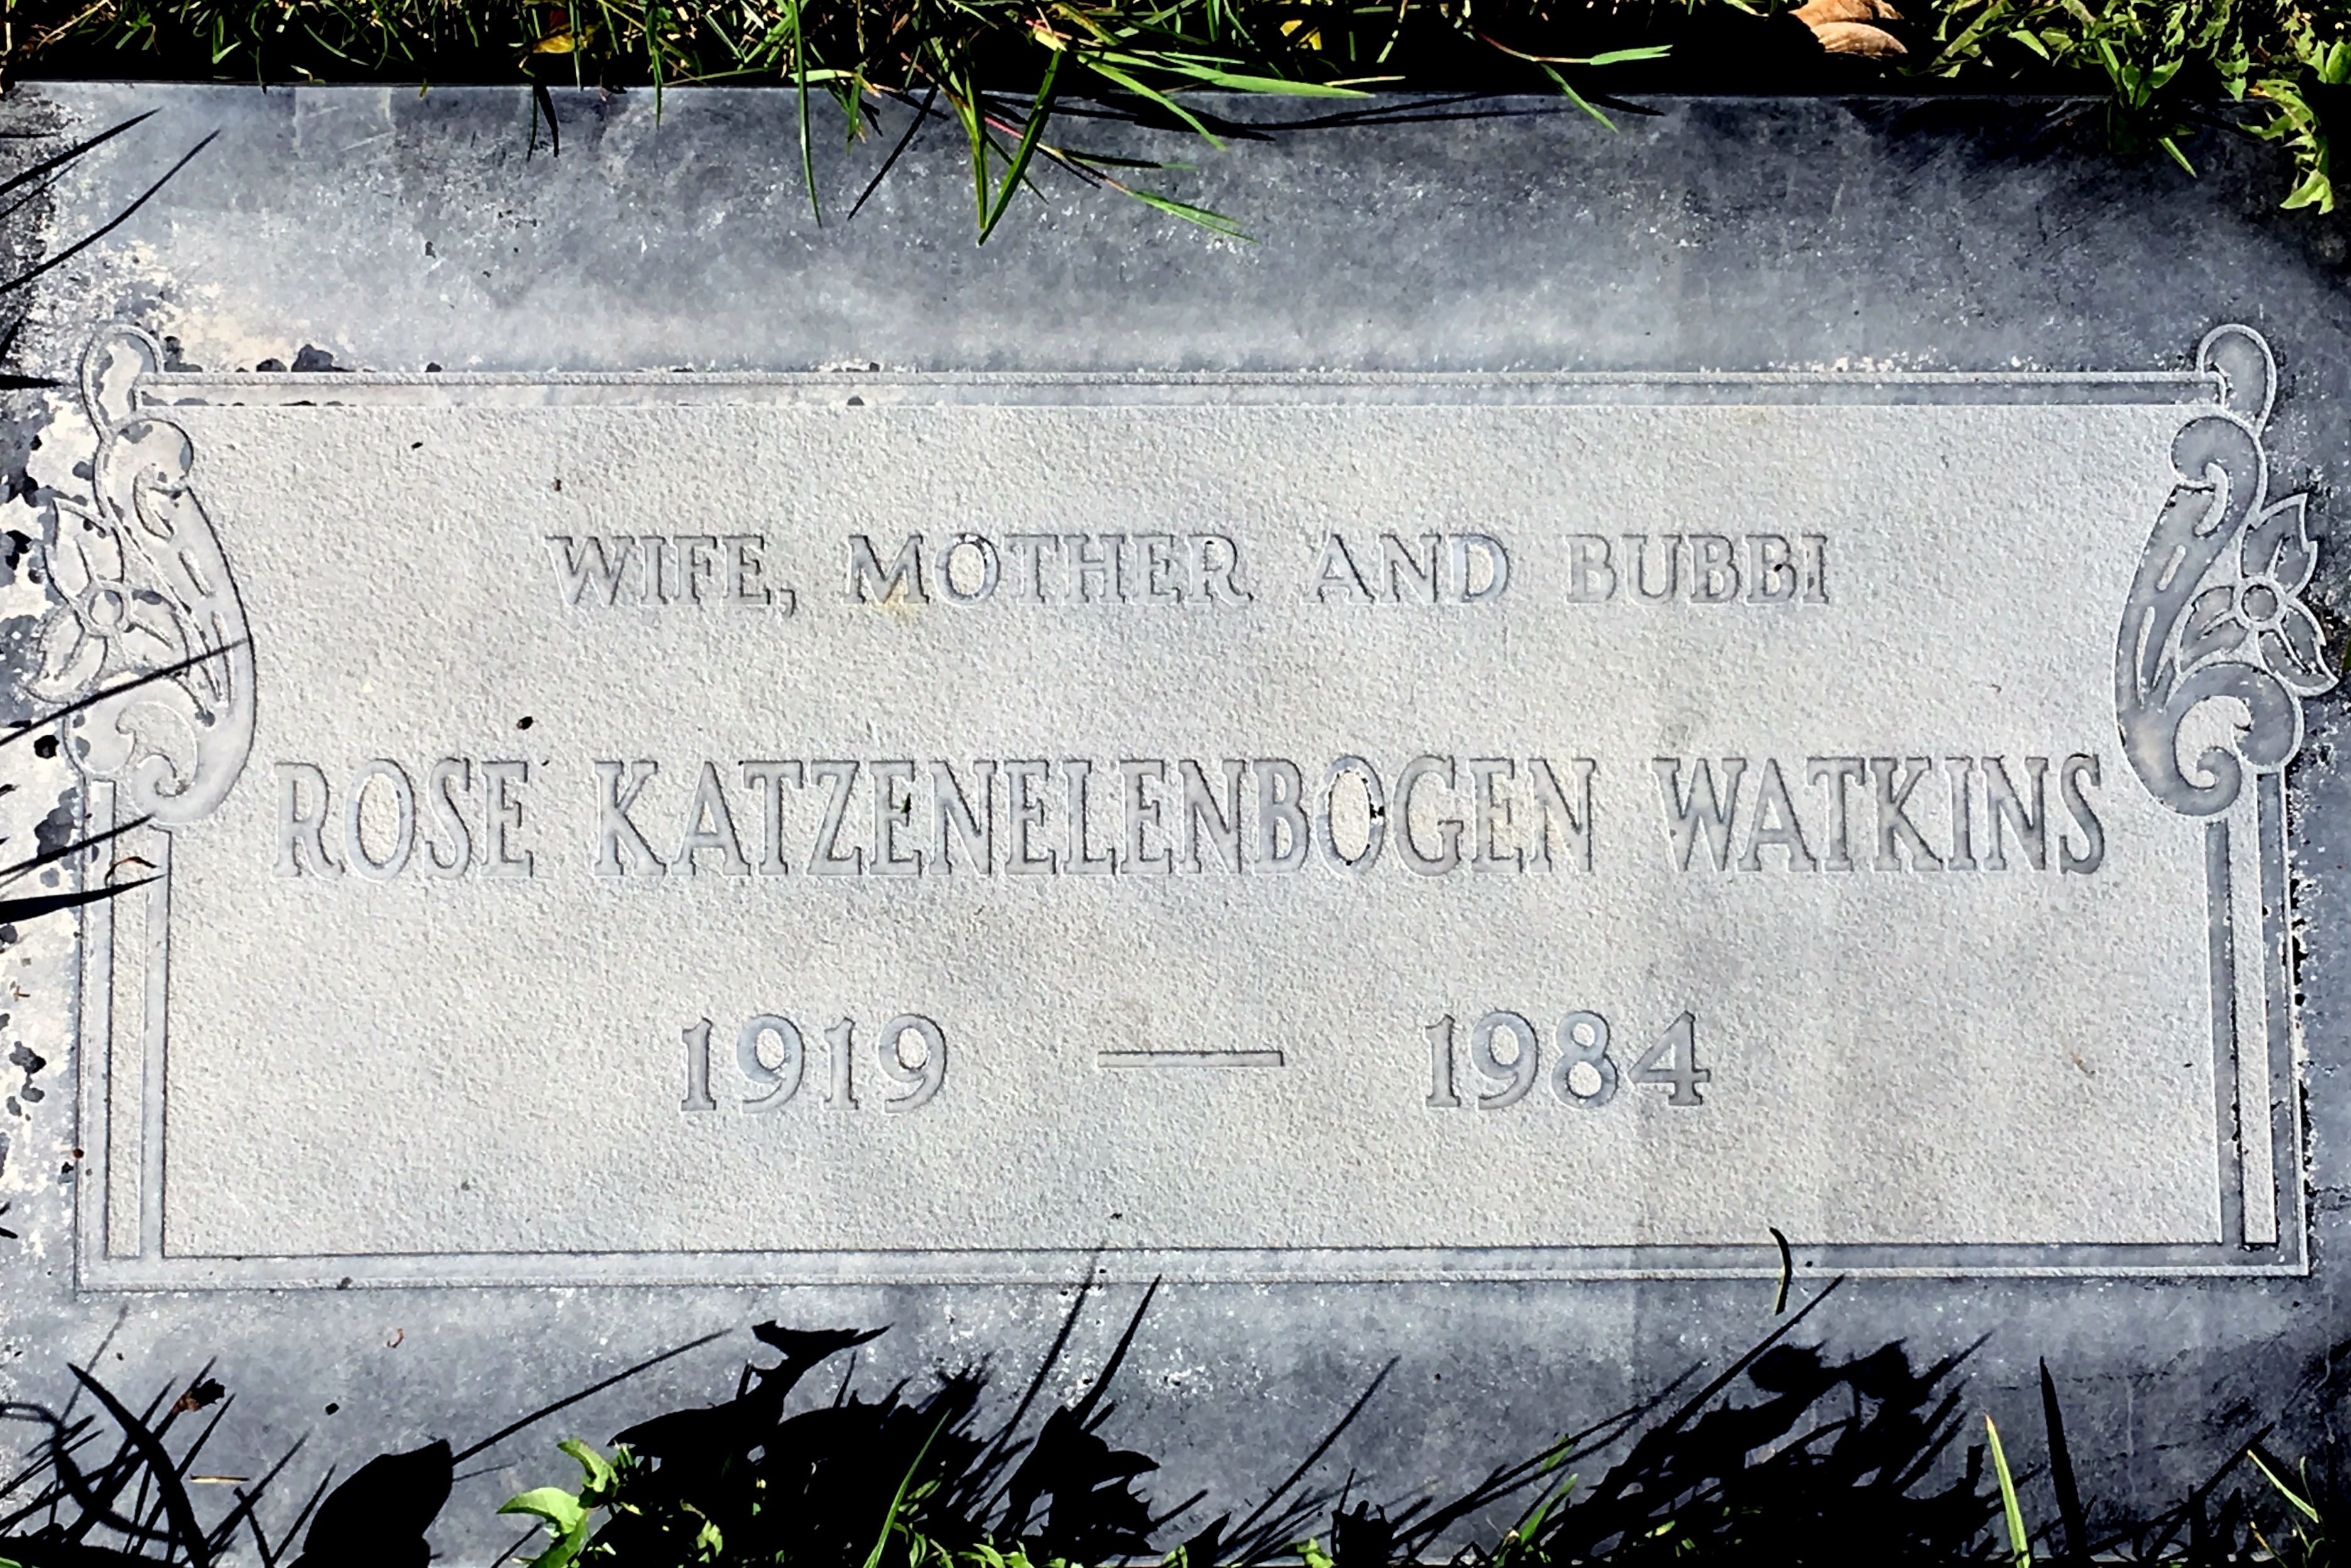 WIFE, MOTHER AND BUBBI
ROSE KATZENELENBOGEN WATKINS
1919 — 1984